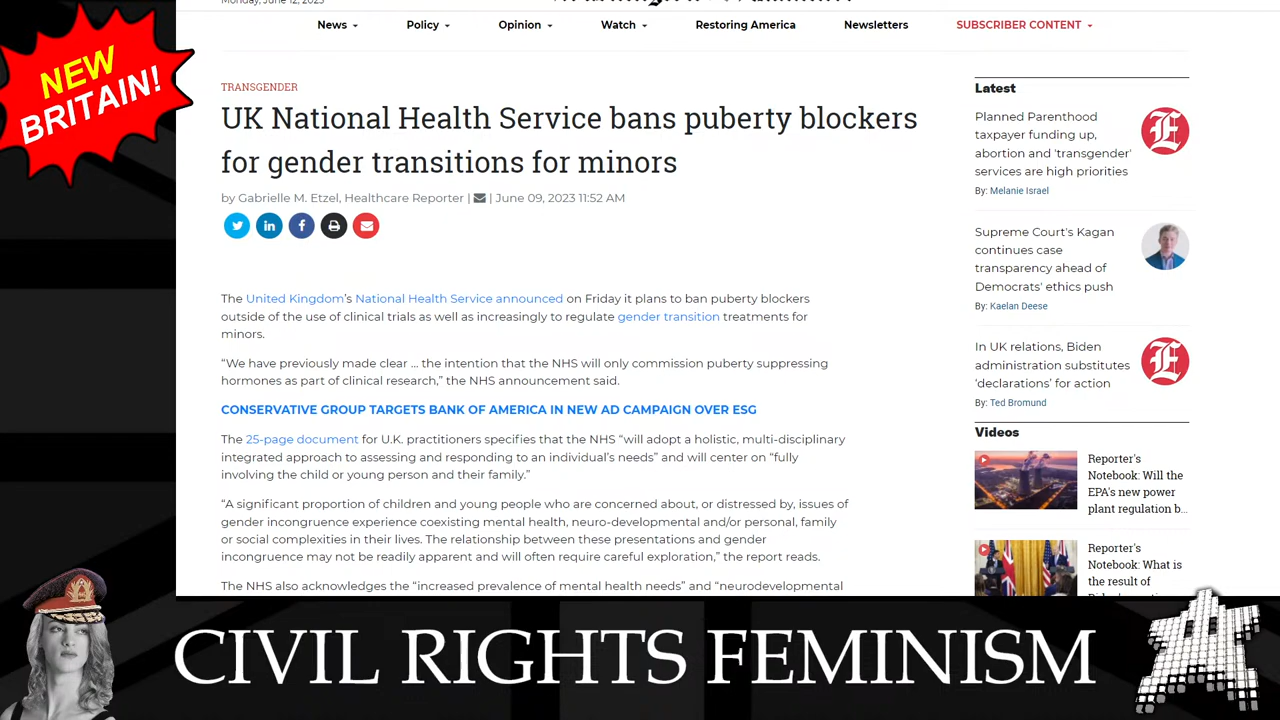 Monday, June 12, 2023
News
Policy
Opinion
Watch
Restoring America
Newsletters
SUBSCRIBER CONTENT
NEW
BRITAIN!
TRANSGENDER
UK National Health Service bans puberty blockers
for gender transitions for minors
by Gabrielle M. Etzel, Healthcare Reporter | | June 09, 2023 11:52 AM
The United Kingdom's National Health Service announced on Friday it plans to ban puberty blockers
outside of the use of clinical trials as well as increasingly to regulate gender transition treatments for
minors.
“We have previously made clear ... the intention that the NHS will only commission puberty suppressing
hormones as part of clinical research,” the NHS announcement said.
CONSERVATIVE GROUP TARGETS BANK OF AMERICA IN NEW AD CAMPAIGN OVER ESG
The 25-page document for U.K. practitioners specifies that the NHS “will adopt a holistic, multi-disciplinary
integrated approach to assessing and responding to an individual's needs” and will center on “fully
involving the child or young person and their family.”
“A significant proportion of children and young people who are concerned about, or distressed by, issues of
gender incongruence experience coexisting mental health, neuro-developmental and/or personal, family
or social complexities in their lives. The relationship between these presentations and gender
incongruence may not be readily apparent and will often require careful exploration,” the report reads.
The NHS also acknowledges the “increased prevalence of mental health needs” and “neurodevelopmental
Latest
Planned Parenthood
taxpayer funding up,
abortion and 'transgender'
services are high priorities
By: Melanie Israel
Supreme Court's Kagan
continues case
transparency ahead of
Democrats' ethics push
By: Kaelan Deese
In UK relations, Biden
administration substitutes
'declarations' for action
By: Ted Bromund
Videos
Reporter's
Notebook: Will the
EPA's new power
plant regulation b...
Reporter's
Notebook: What is
the result of
CIVIL RIGHTS FEMINISM